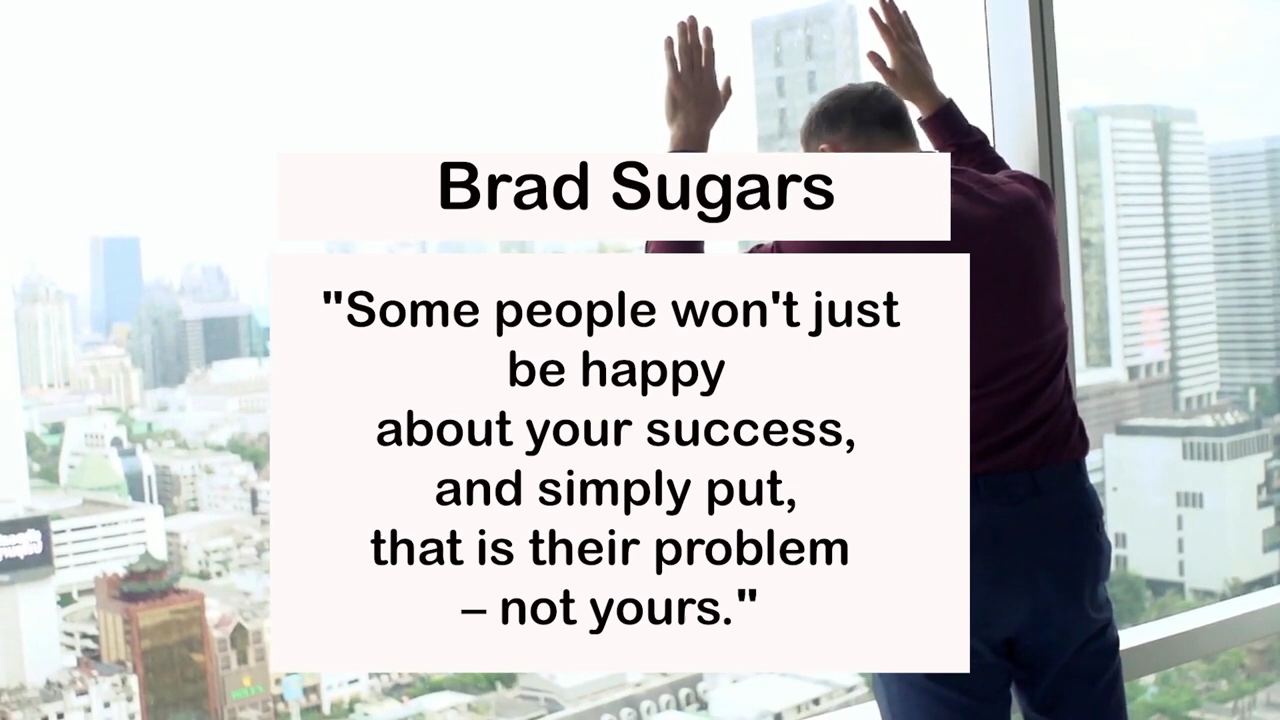 Brad Sugars
"Some people won't just
be happy
about your success,
and simply put,
that is their problem
– not yours."